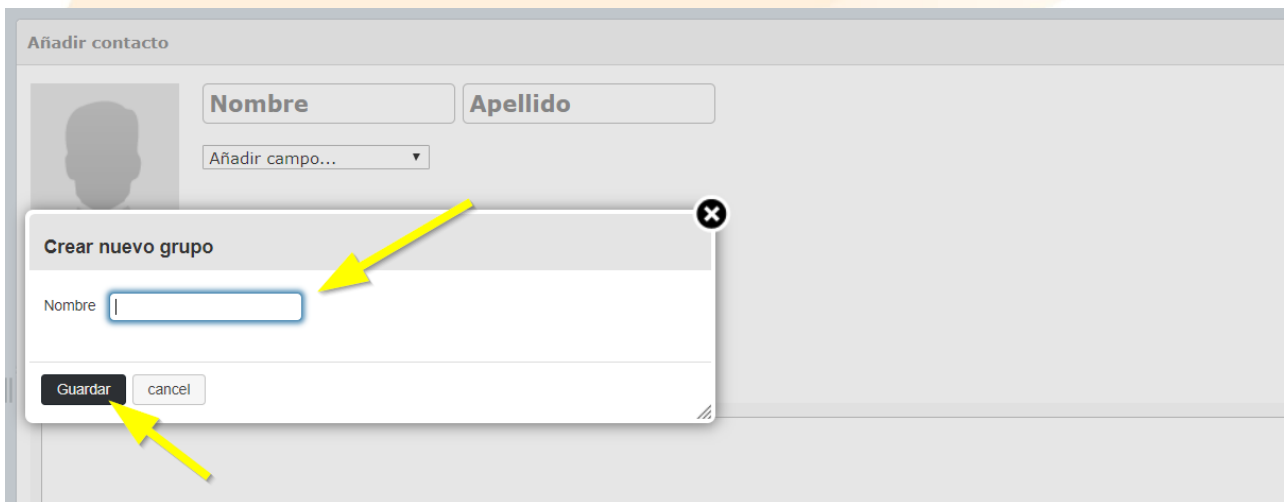 Añadir contacto
Nombre Apellido
Añadir campo...
Crear nuevo grupo
Nombre
Guardar cancel